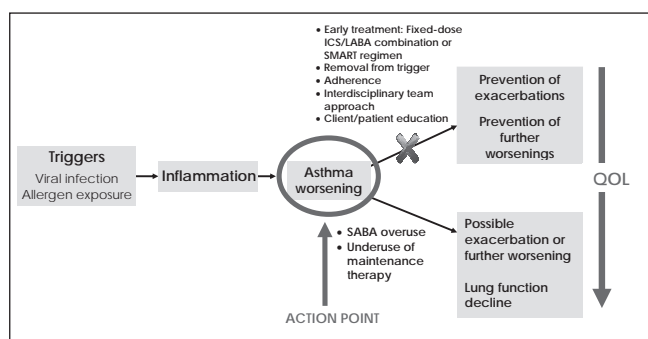 • Early treatment: Fixed-dose
ICS/LABA combination or
SMART regimen
• Removal from trigger
• Adherence
• Interdisciplinary team
approach
• Client/patient education
Prevention of
exacerbations
Prevention of
further
worsenings
Triggers
Viral infection
Allergen exposure
Inflammation
Asthma
worsening
QOL
• SABA overuse
• Underuse of
maintenance
therapy
Possible
exacerbation or
further worsening
Lung function
decline
ACTION POINT